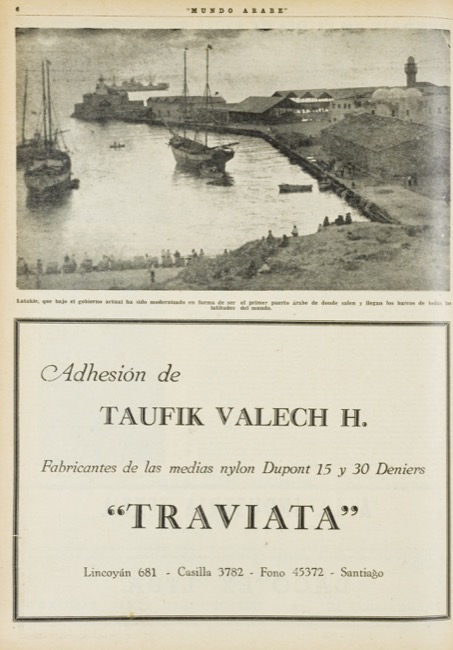 6
"MUNDO ARABE"
Latakie, que bajo el gobierno actual ha sido modernizado en forma de ser el primer puerto árabe de donde salen y llegan los barcos de todas las
latitudes del mundo.
Adhesión de
TAUFIK VALECH H.
Fabricantes de las medias nylon Dupont 15 y 30 Deniers
“TRAVIATA”
Lincoyán 681 - Casilla 3782 - Fono 45372 - Santiago